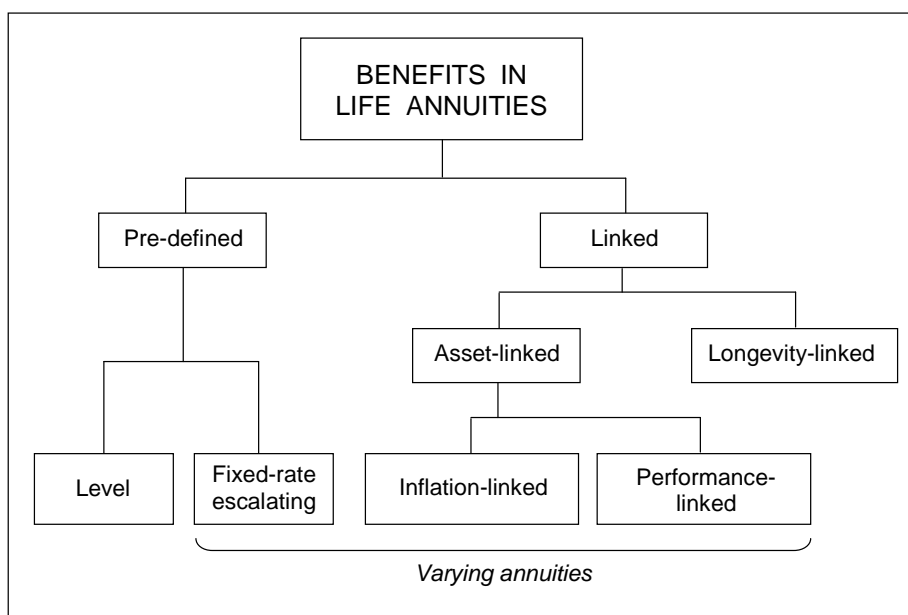 BENEFITS IN
LIFE ANNUITIES
Pre-defined
Linked
Asset-linked
Longevity-linked
Level
Fixed-rate
escalating
Inflation-linked
Performance-
linked
Varying annuities